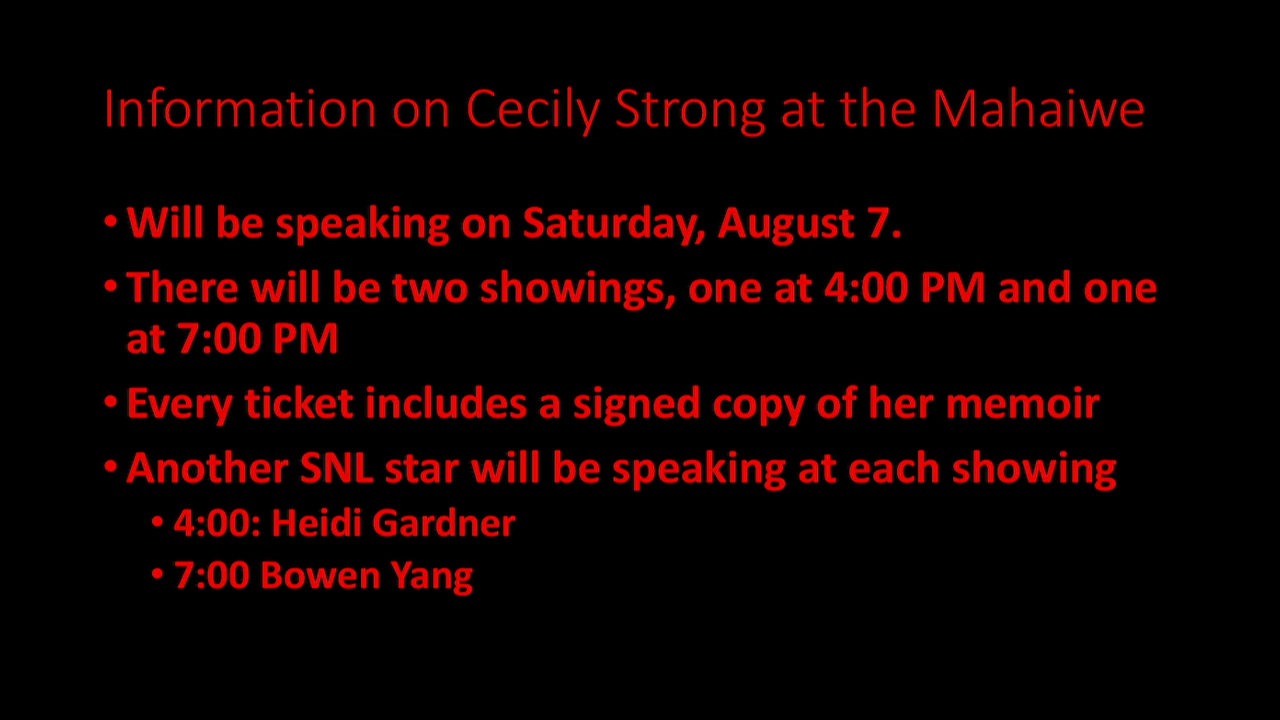 Information on Cecily Strong at the Mahaiwe
• Will be speaking on Saturday, August 7.
• There will be two showings, one at 4:00 PM and one
at 7:00 PM
• Every ticket includes a signed copy of her memoir
• Another SNL star will be speaking at each showing
• 4:00: Heidi Gardner
• 7:00 Bowen Yang